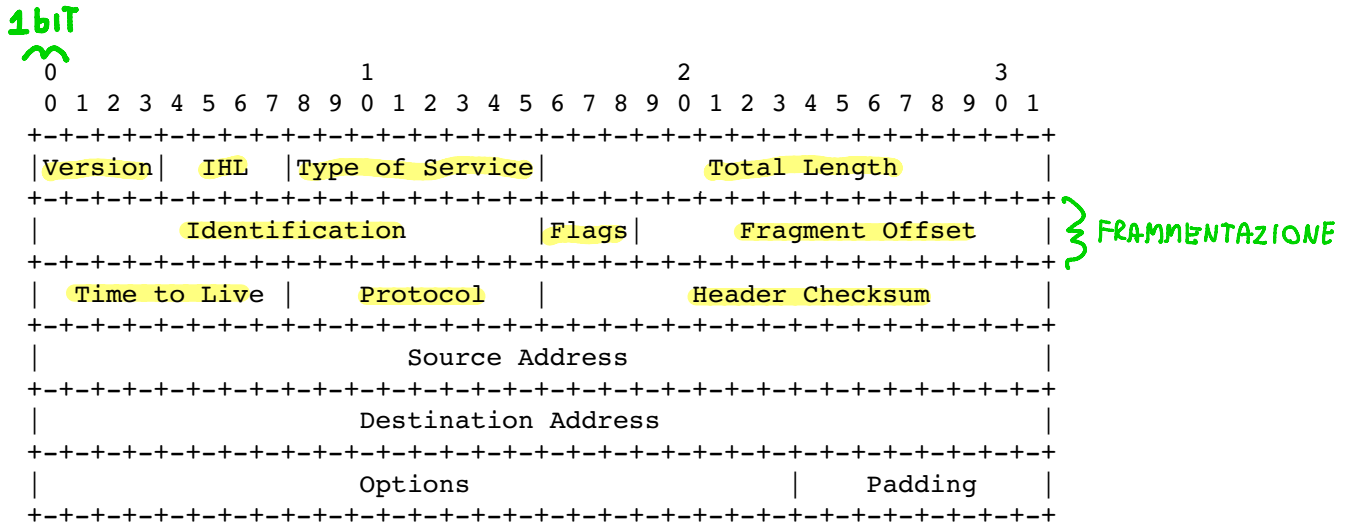 1 bIT
0 1 2 3
0 1 2 3 4 5 6 7 8 9 0 1 2 3 4 5 6 7 8 9 0 1 2 3 4 5 6 7 8 9 0 1
+-+-+-+-+-+-+-+-+-+-+-+-+-+-+-+-+-+-+-+-+-+-+-+-+-+-+-+-+-+-+-+-+
|Version| IHL |Type of Service| Total Length |
+-+-+-+-+-+-+-+-+-+-+-+-+-+-+-+-+-+-+-+-+-+-+-+-+-+-+-+-+-+-+-+-+
| Identification |Flags| Fragment Offset | FRAMMENTAZIONE
+-+-+-+-+-+-+-+-+-+-+-+-+-+-+-+-+-+-+-+-+-+-+-+-+-+-+-+-+-+-+-+-+
| Time to Live | Protocol | Header Checksum |
+-+-+-+-+-+-+-+-+-+-+-+-+-+-+-+-+-+-+-+-+-+-+-+-+-+-+-+-+-+-+-+-+
| Source Address |
+-+-+-+-+-+-+-+-+-+-+-+-+-+-+-+-+-+-+-+-+-+-+-+-+-+-+-+-+-+-+-+-+
| Destination Address |
+-+-+-+-+-+-+-+-+-+-+-+-+-+-+-+-+-+-+-+-+-+-+-+-+-+-+-+-+-+-+-+-+
| Options | Padding |
+-+-+-+-+-+-+-+-+-+-+-+-+-+-+-+-+-+-+-+-+-+-+-+-+-+-+-+-+-+-+-+-+